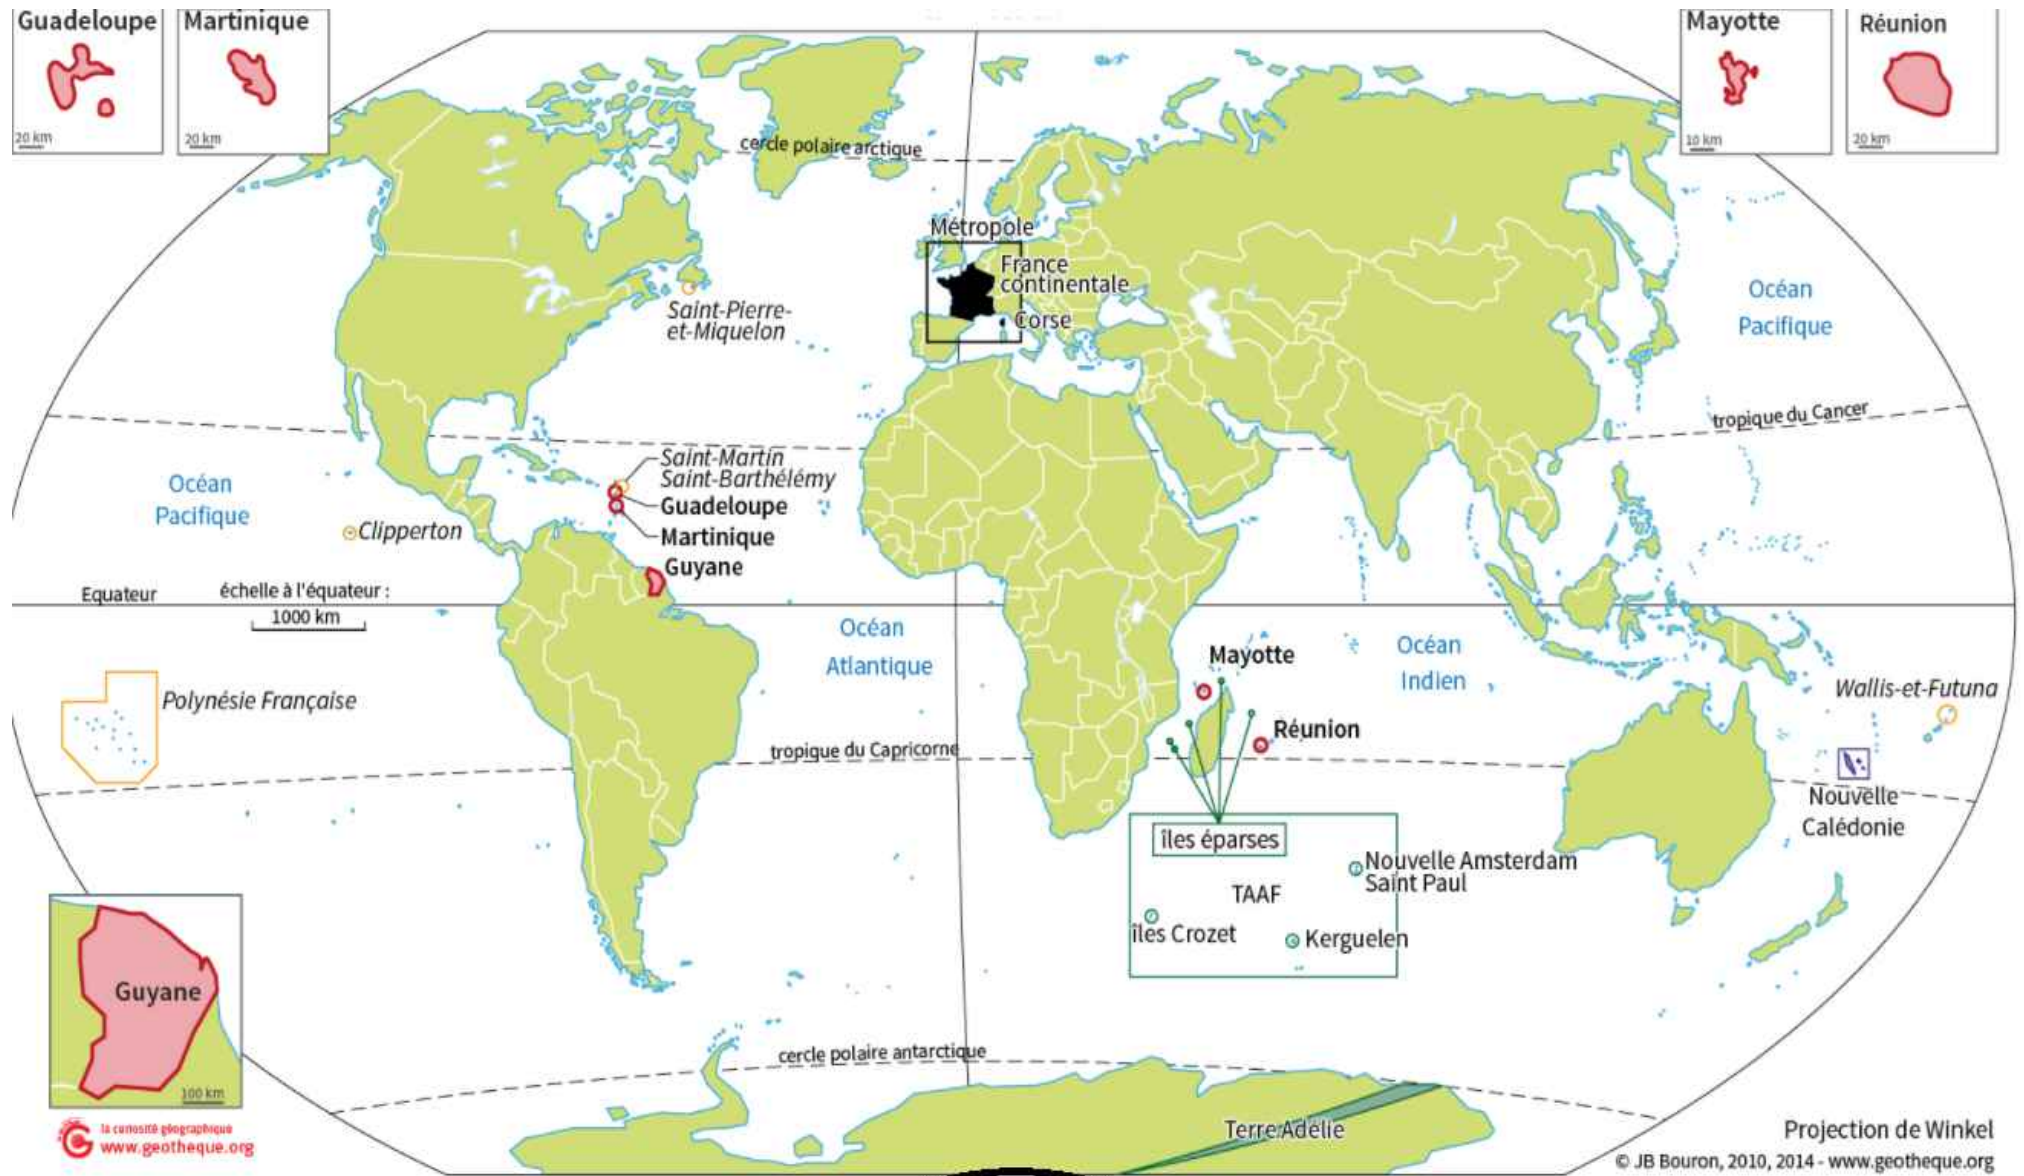 Guadeloupe
20 km
Martinique
20 km
Mayotte
10 km
Réunion
20 km
cercle polaire arctique
Métropole
France
continentale
Corse
Saint-Pierre-
et-Miquelon
Océan
Pacifique
tropique du Cancer
Océan
Pacifique
Clipperton
Saint-Martin
Saint-Barthélémy
Guadeloupe
Martinique
Guyane
Equateur
échelle à l'équateur :
1000 km
Océan
Atlantique
Mayotte
Océan
Indien
Réunion
Polynésie Française
Wallis-et-Futuna
tropique du Capricorne
Nouvelle
Calédonie
îles éparses
TAAF
Nouvelle Amsterdam
Saint Paul
îles Crozet
Kerguelen
Guyane
100 km
cercle polaire antarctique
Terre Adélie
la curiosité géographique
www.geotheque.org
Projection de Winkel
© JB Bouron, 2010, 2014 - www.geotheque.org